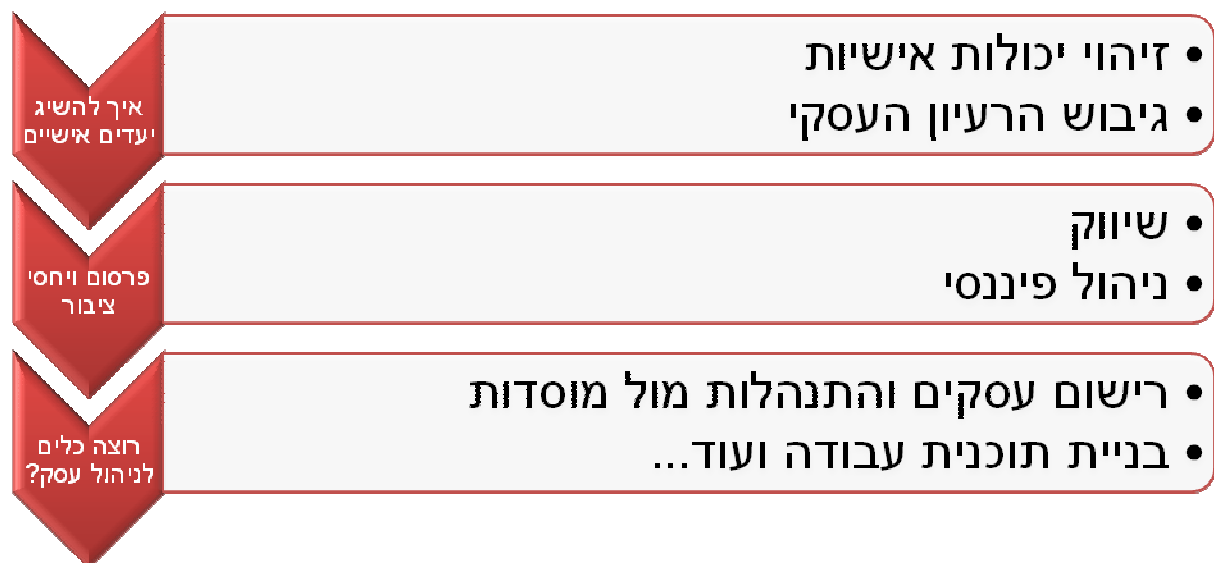 איך להשיג
יעדים אישיים
• זיהוי יכולות אישיות
• גיבוש הרעיון העסקי
פרסום ויחסי
ציבור
• שיווק
• ניהול פיננסי
רוצה כלים
לניהול עסק?
• רישום עסקים והתנהלות מול מוסדות
• בניית תוכנית עבודה ועוד...